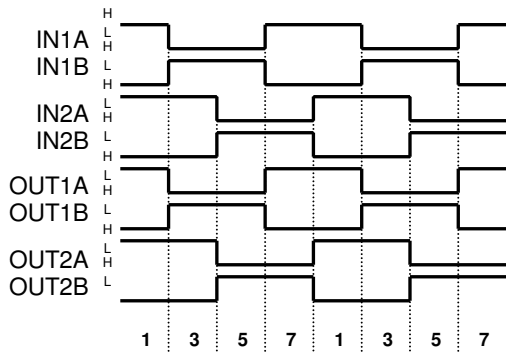 H
IN1A L
H
IN1B L
H
IN2A L
H
IN2B L
H
OUT1A L
H
OUT1B L
H
OUT2A L
H
OUT2B L
1 3 5 7 1 3 5 7